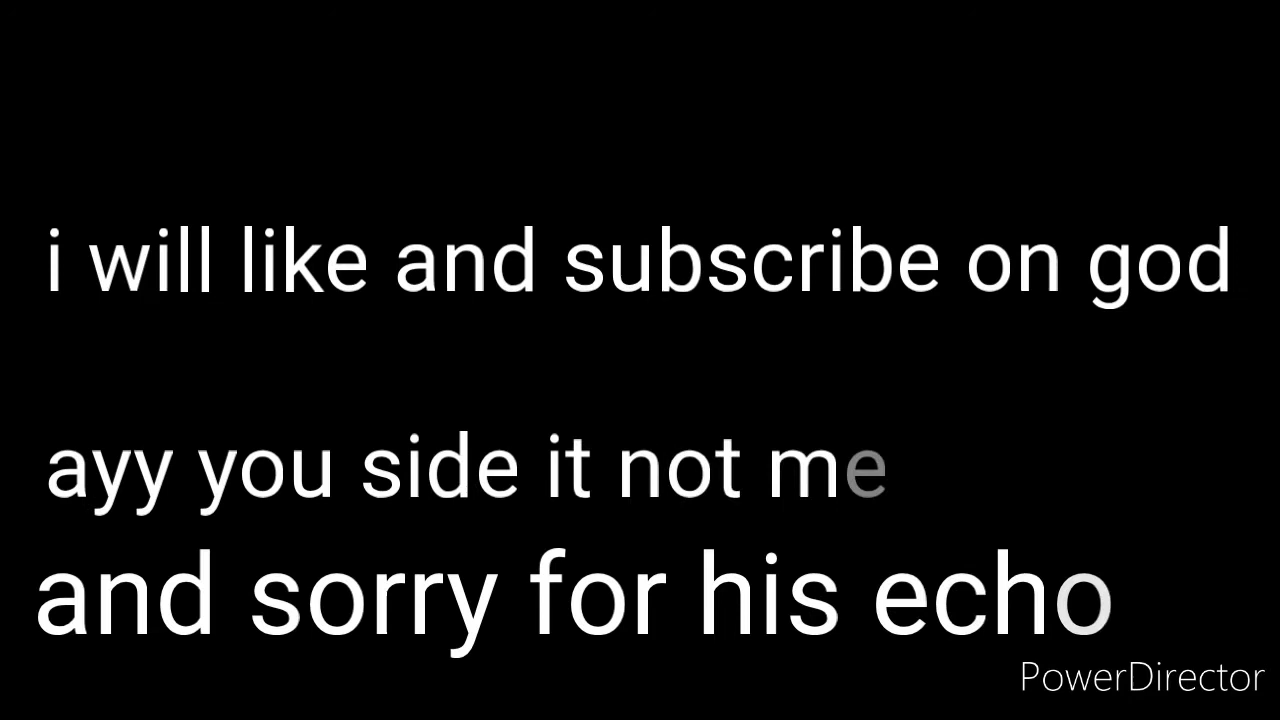 i will like and subscribe on god
ayy you side it not me
and sorry for his echo
PowerDirector